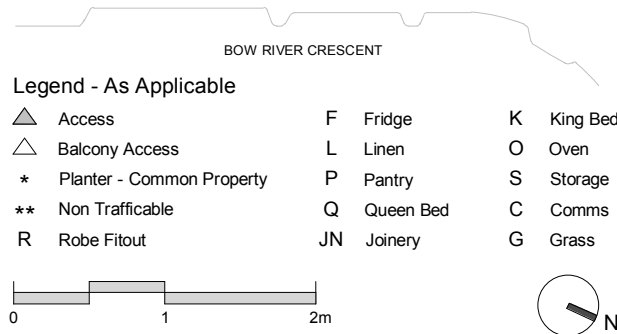 BOW RIVER CRESCENT
Legend - As Applicable
Access F Fridge K King Bed
Balcony Access L Linen O Oven
* Planter - Common Property P Pantry S Storage
** Non Trafficable Q Queen Bed C Comms
R Robe Fitout JN Joinery G Grass
0 1 2m
N